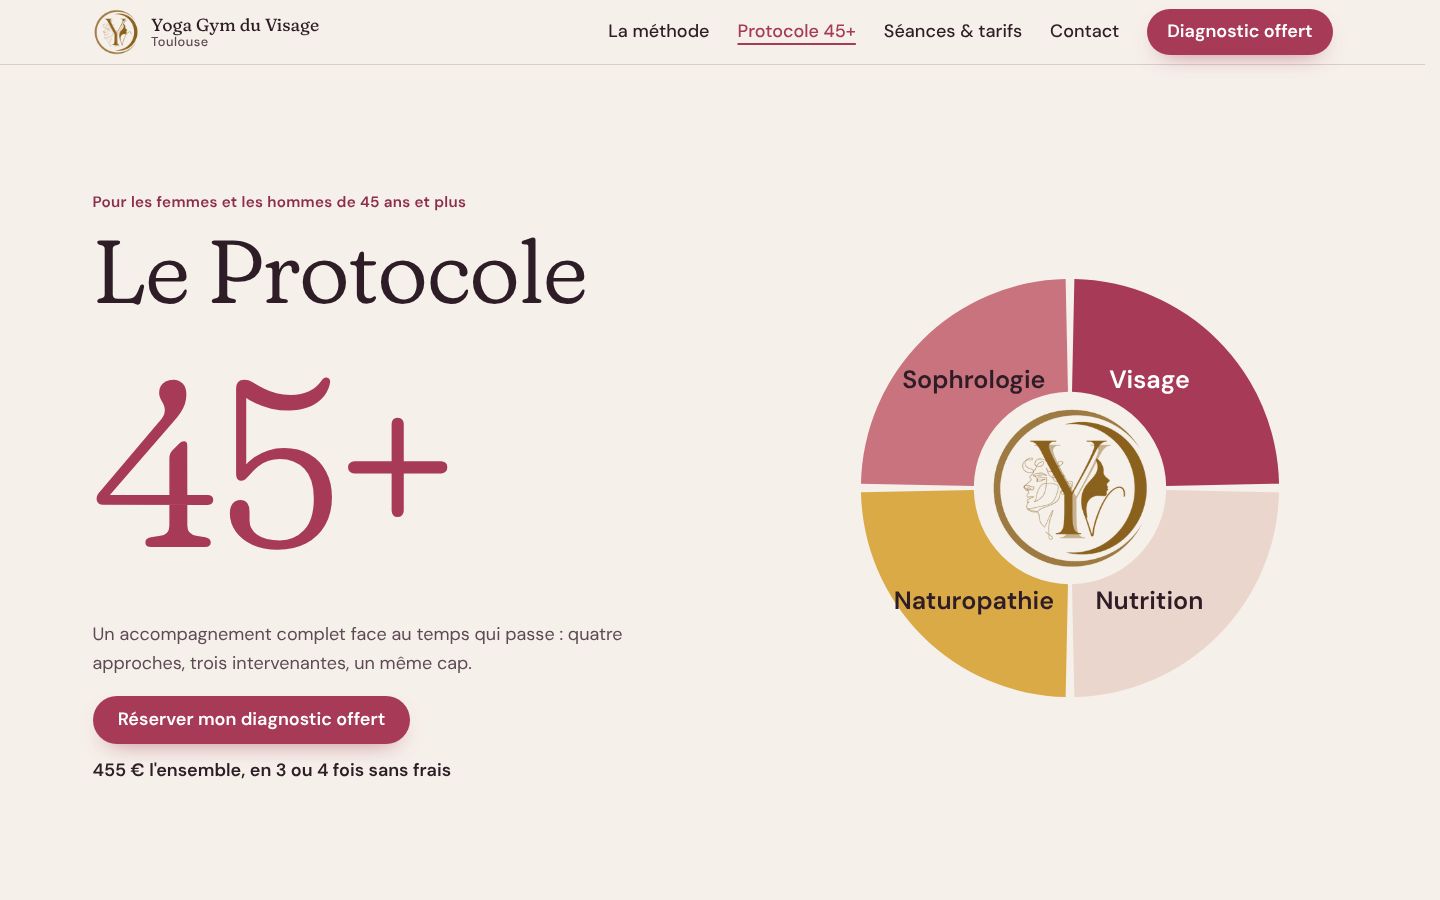 Yoga Gym du Visage
Toulouse
La méthode
Protocole 45+
Séances & tarifs
Contact
Diagnostic offert
Pour les femmes et les hommes de 45 ans et plus
Le Protocole
45+
Un accompagnement complet face au temps qui passe : quatre
approches, trois intervenantes, un même cap.
Réserver mon diagnostic offert
455 € l'ensemble, en 3 ou 4 fois sans frais
Sophrologie
Visage
Naturopathie
Nutrition